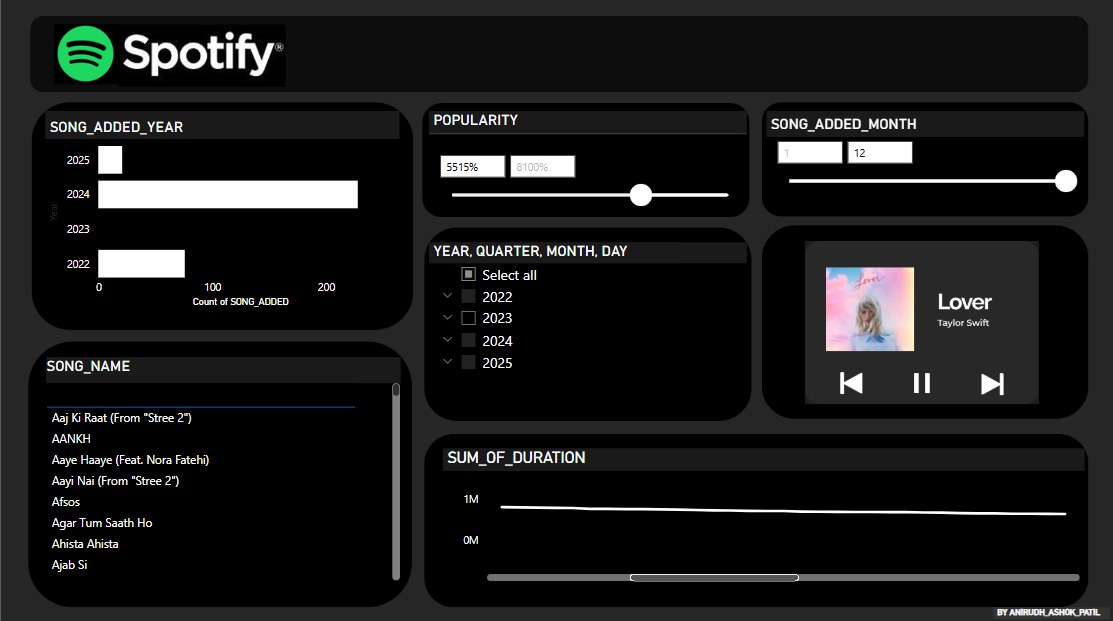 Spotify®
SONG_ADDED_YEAR
Year
2025
2024
2023
2022
0 100 200
Count of SONG_ADDED
POPULARITY
5515% 8100%
SONG_ADDED_MONTH
1 12
YEAR, QUARTER, MONTH, DAY
Select all
2022
2023
2024
2025
Lover
Lover
Taylor Swift
SONG_NAME
Aaj Ki Raat (From "Stree 2")
AANKH
Aaye Haaye (Feat. Nora Fatehi)
Aayi Nai (From "Stree 2")
Afsos
Agar Tum Saath Ho
Ahista Ahista
Ajab Si
SUM_OF_DURATION
1M
0M
BY ANIRUDH_ASHOK_PATIL